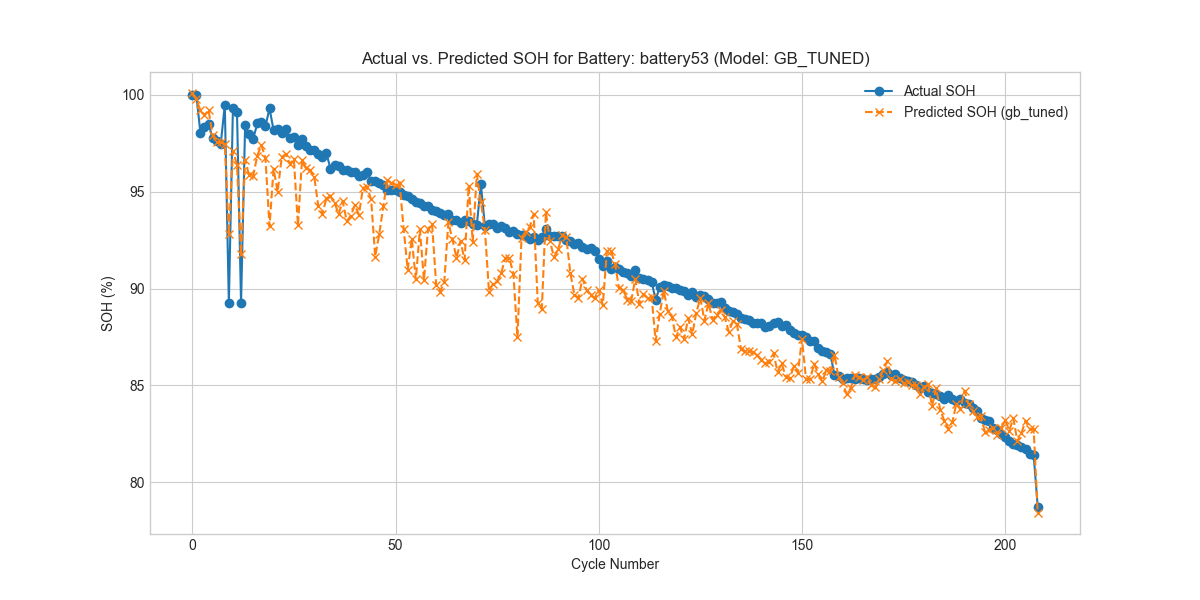 Actual vs. Predicted SOH for Battery: battery53 (Model: GB_TUNED)
Actual SOH
Predicted SOH (gb_tuned)
100
95
90
85
80
SOH (%)
0 50 100 150 200
Cycle Number